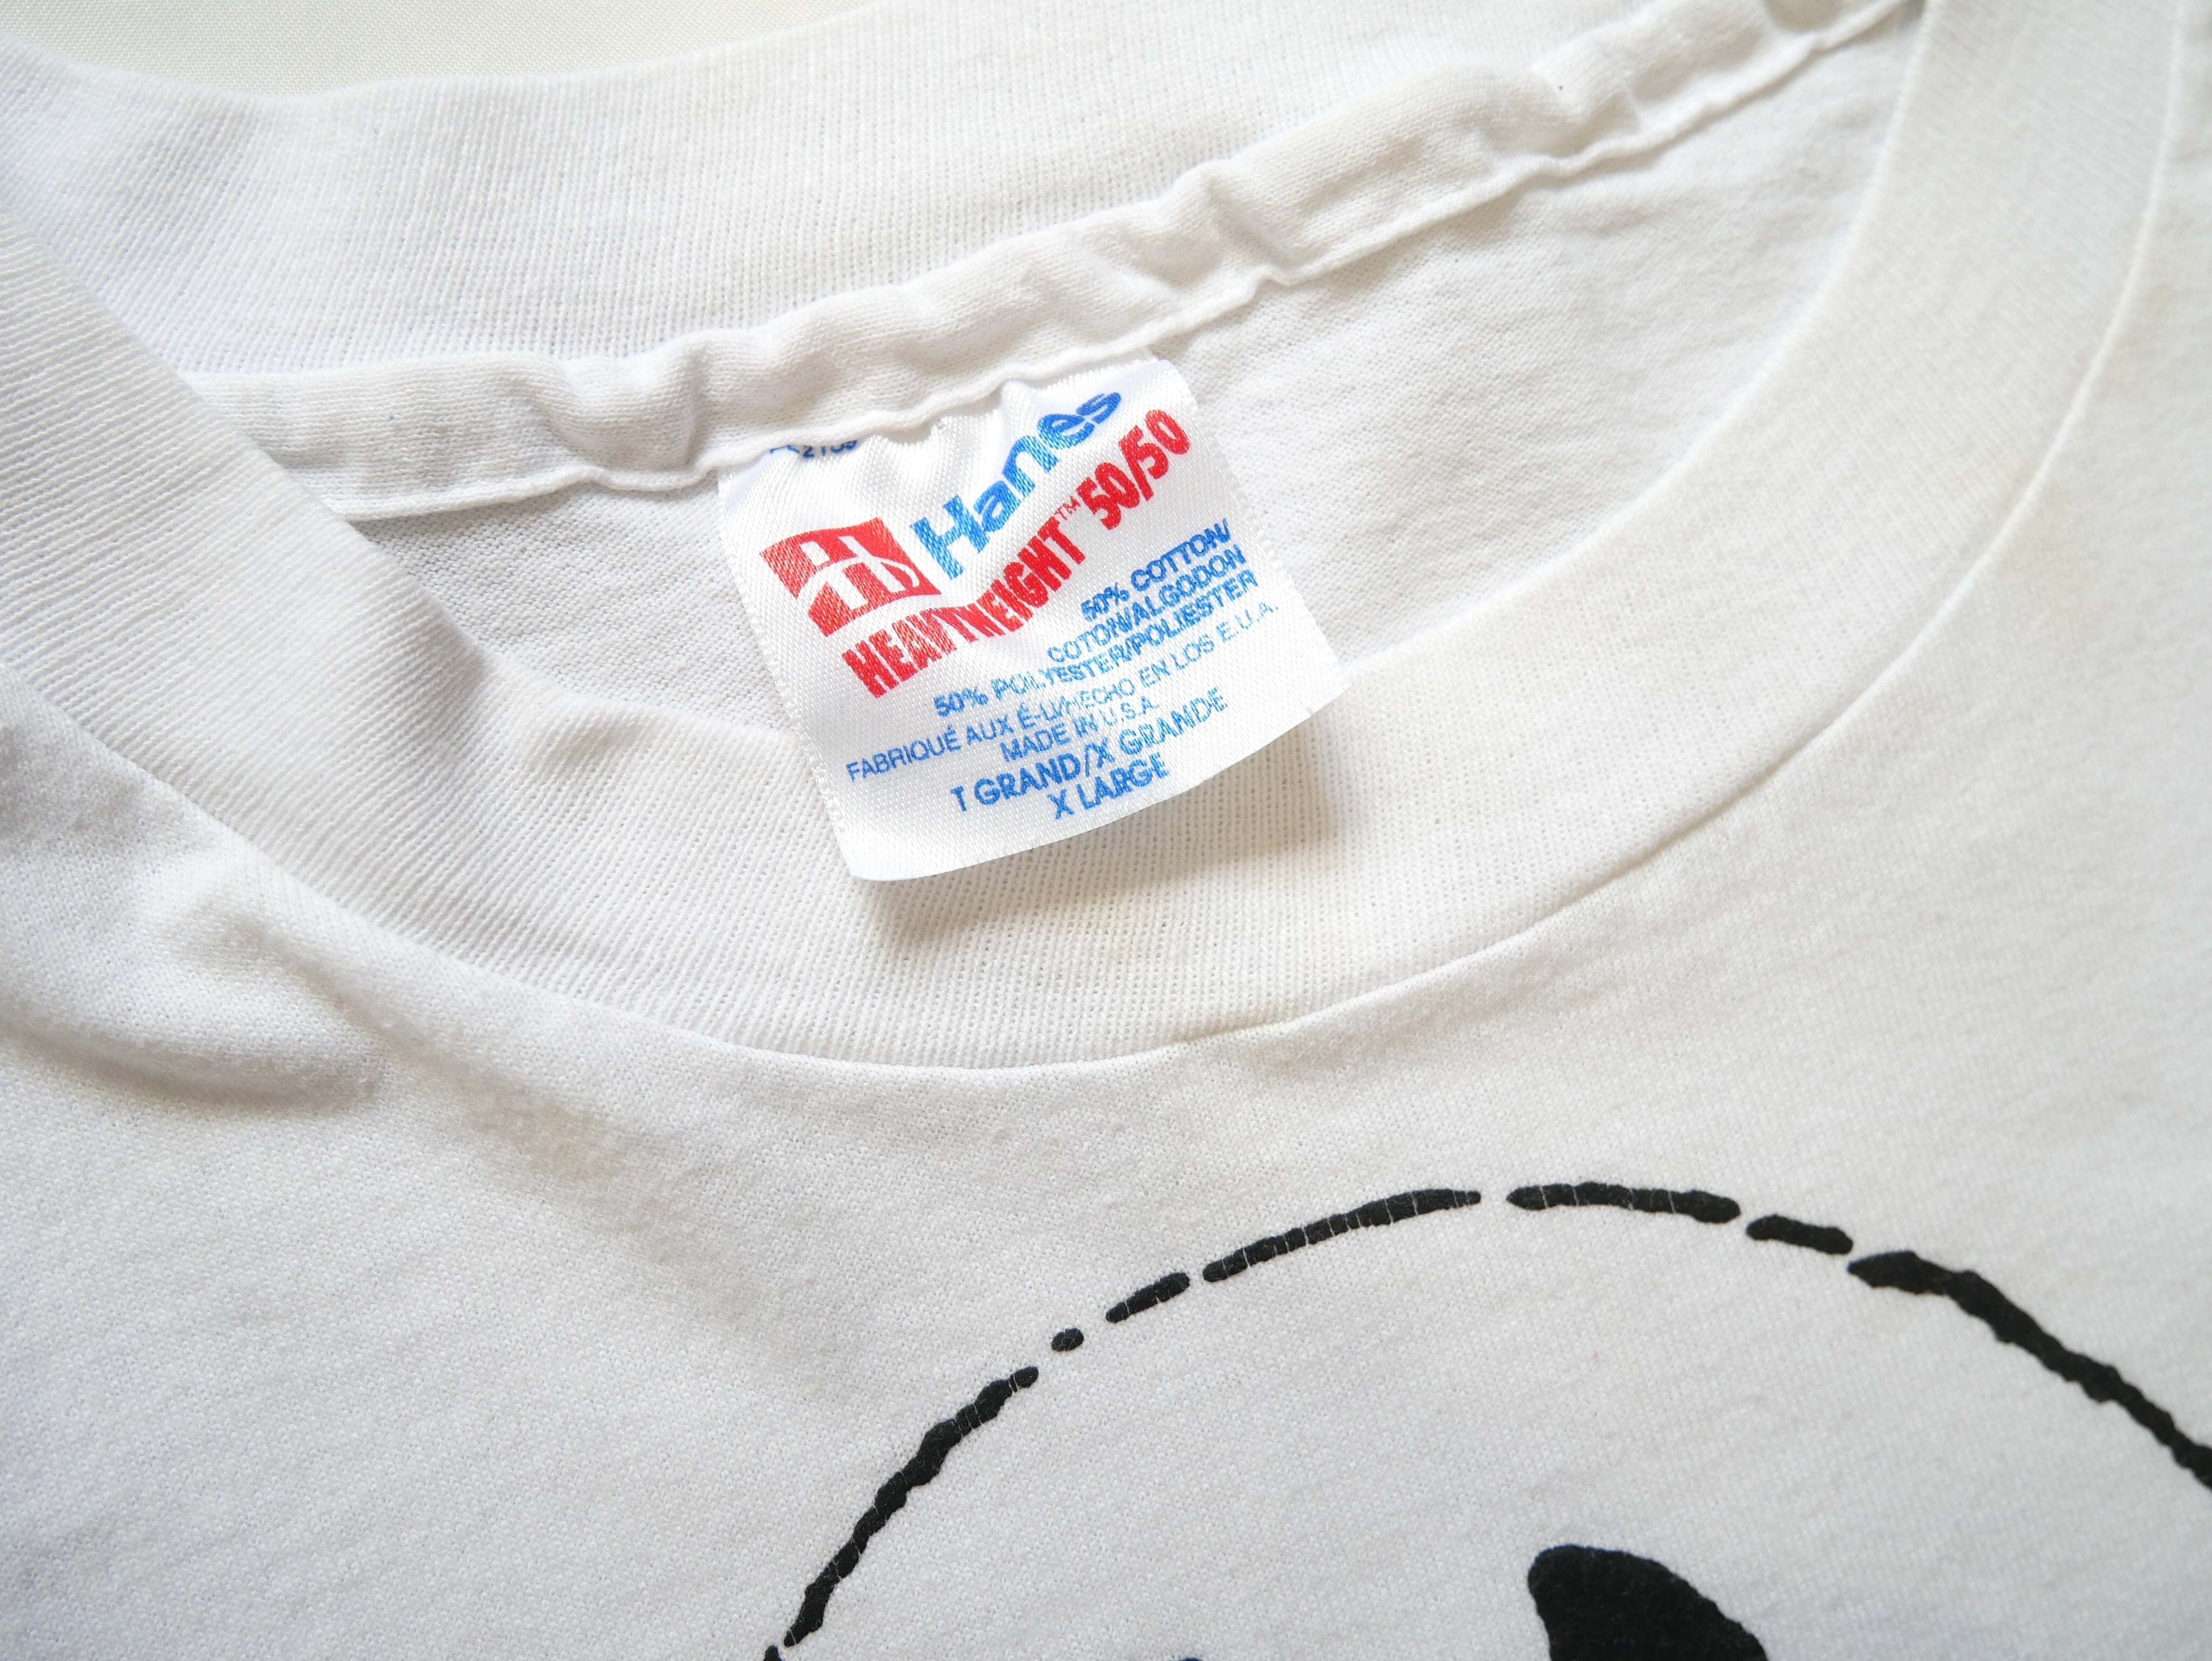 Hanes
HEAVYWEIGHT™ 50/50
50% COTTON/
COTON/ALGODON
50% POLYESTER/POLIESTER
FABRIQUÉ AUX É-U/HECHO EN LOS E.U.A.
MADE IN U.S.A.
T GRAND/X GRANDE
X LARGE